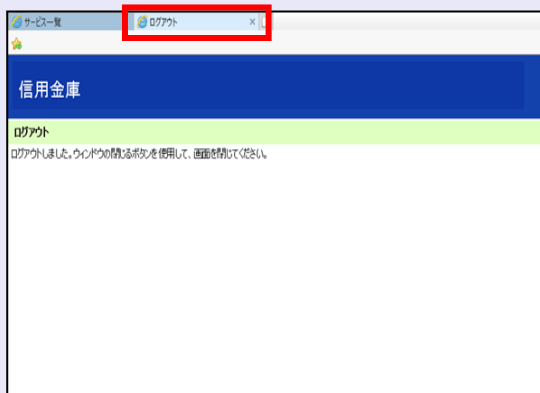 サービス一覧
ログアウト
信用金庫
ログアウト
ログアウトしました。ウィンドウの閉じるボタンを使用して、画面を閉じてください。